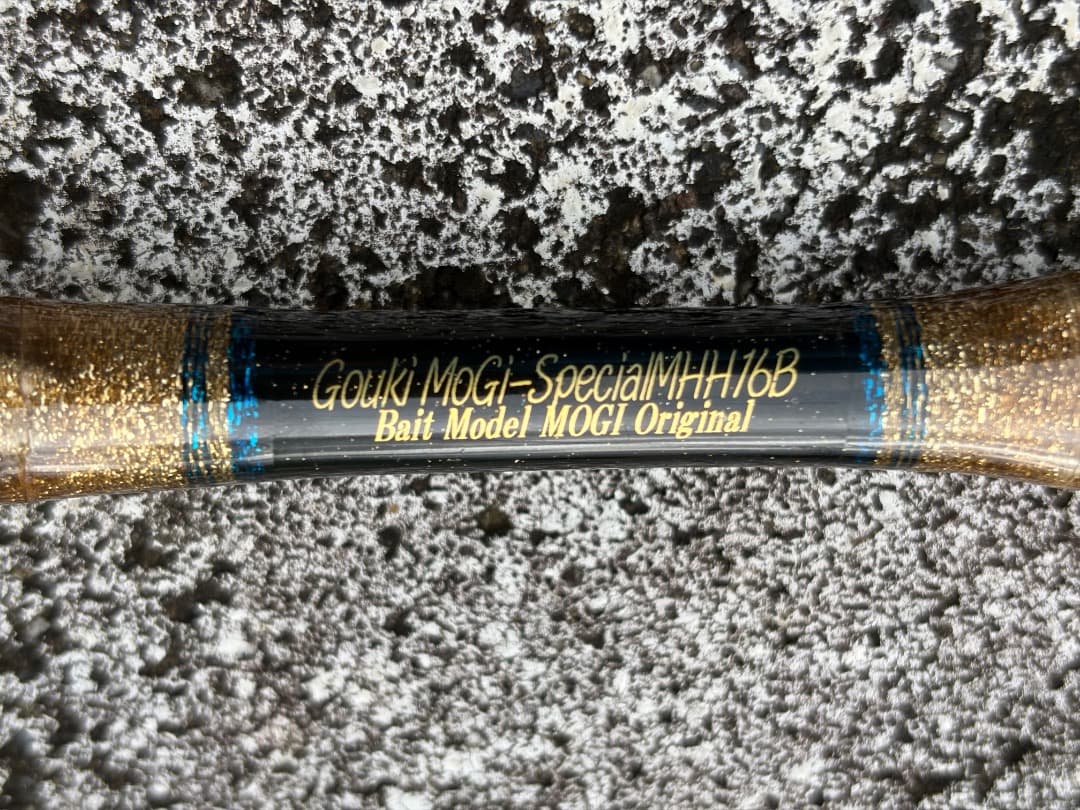 Gouki MoGi-SpecialMHH16B
Bait Model MOGI Original